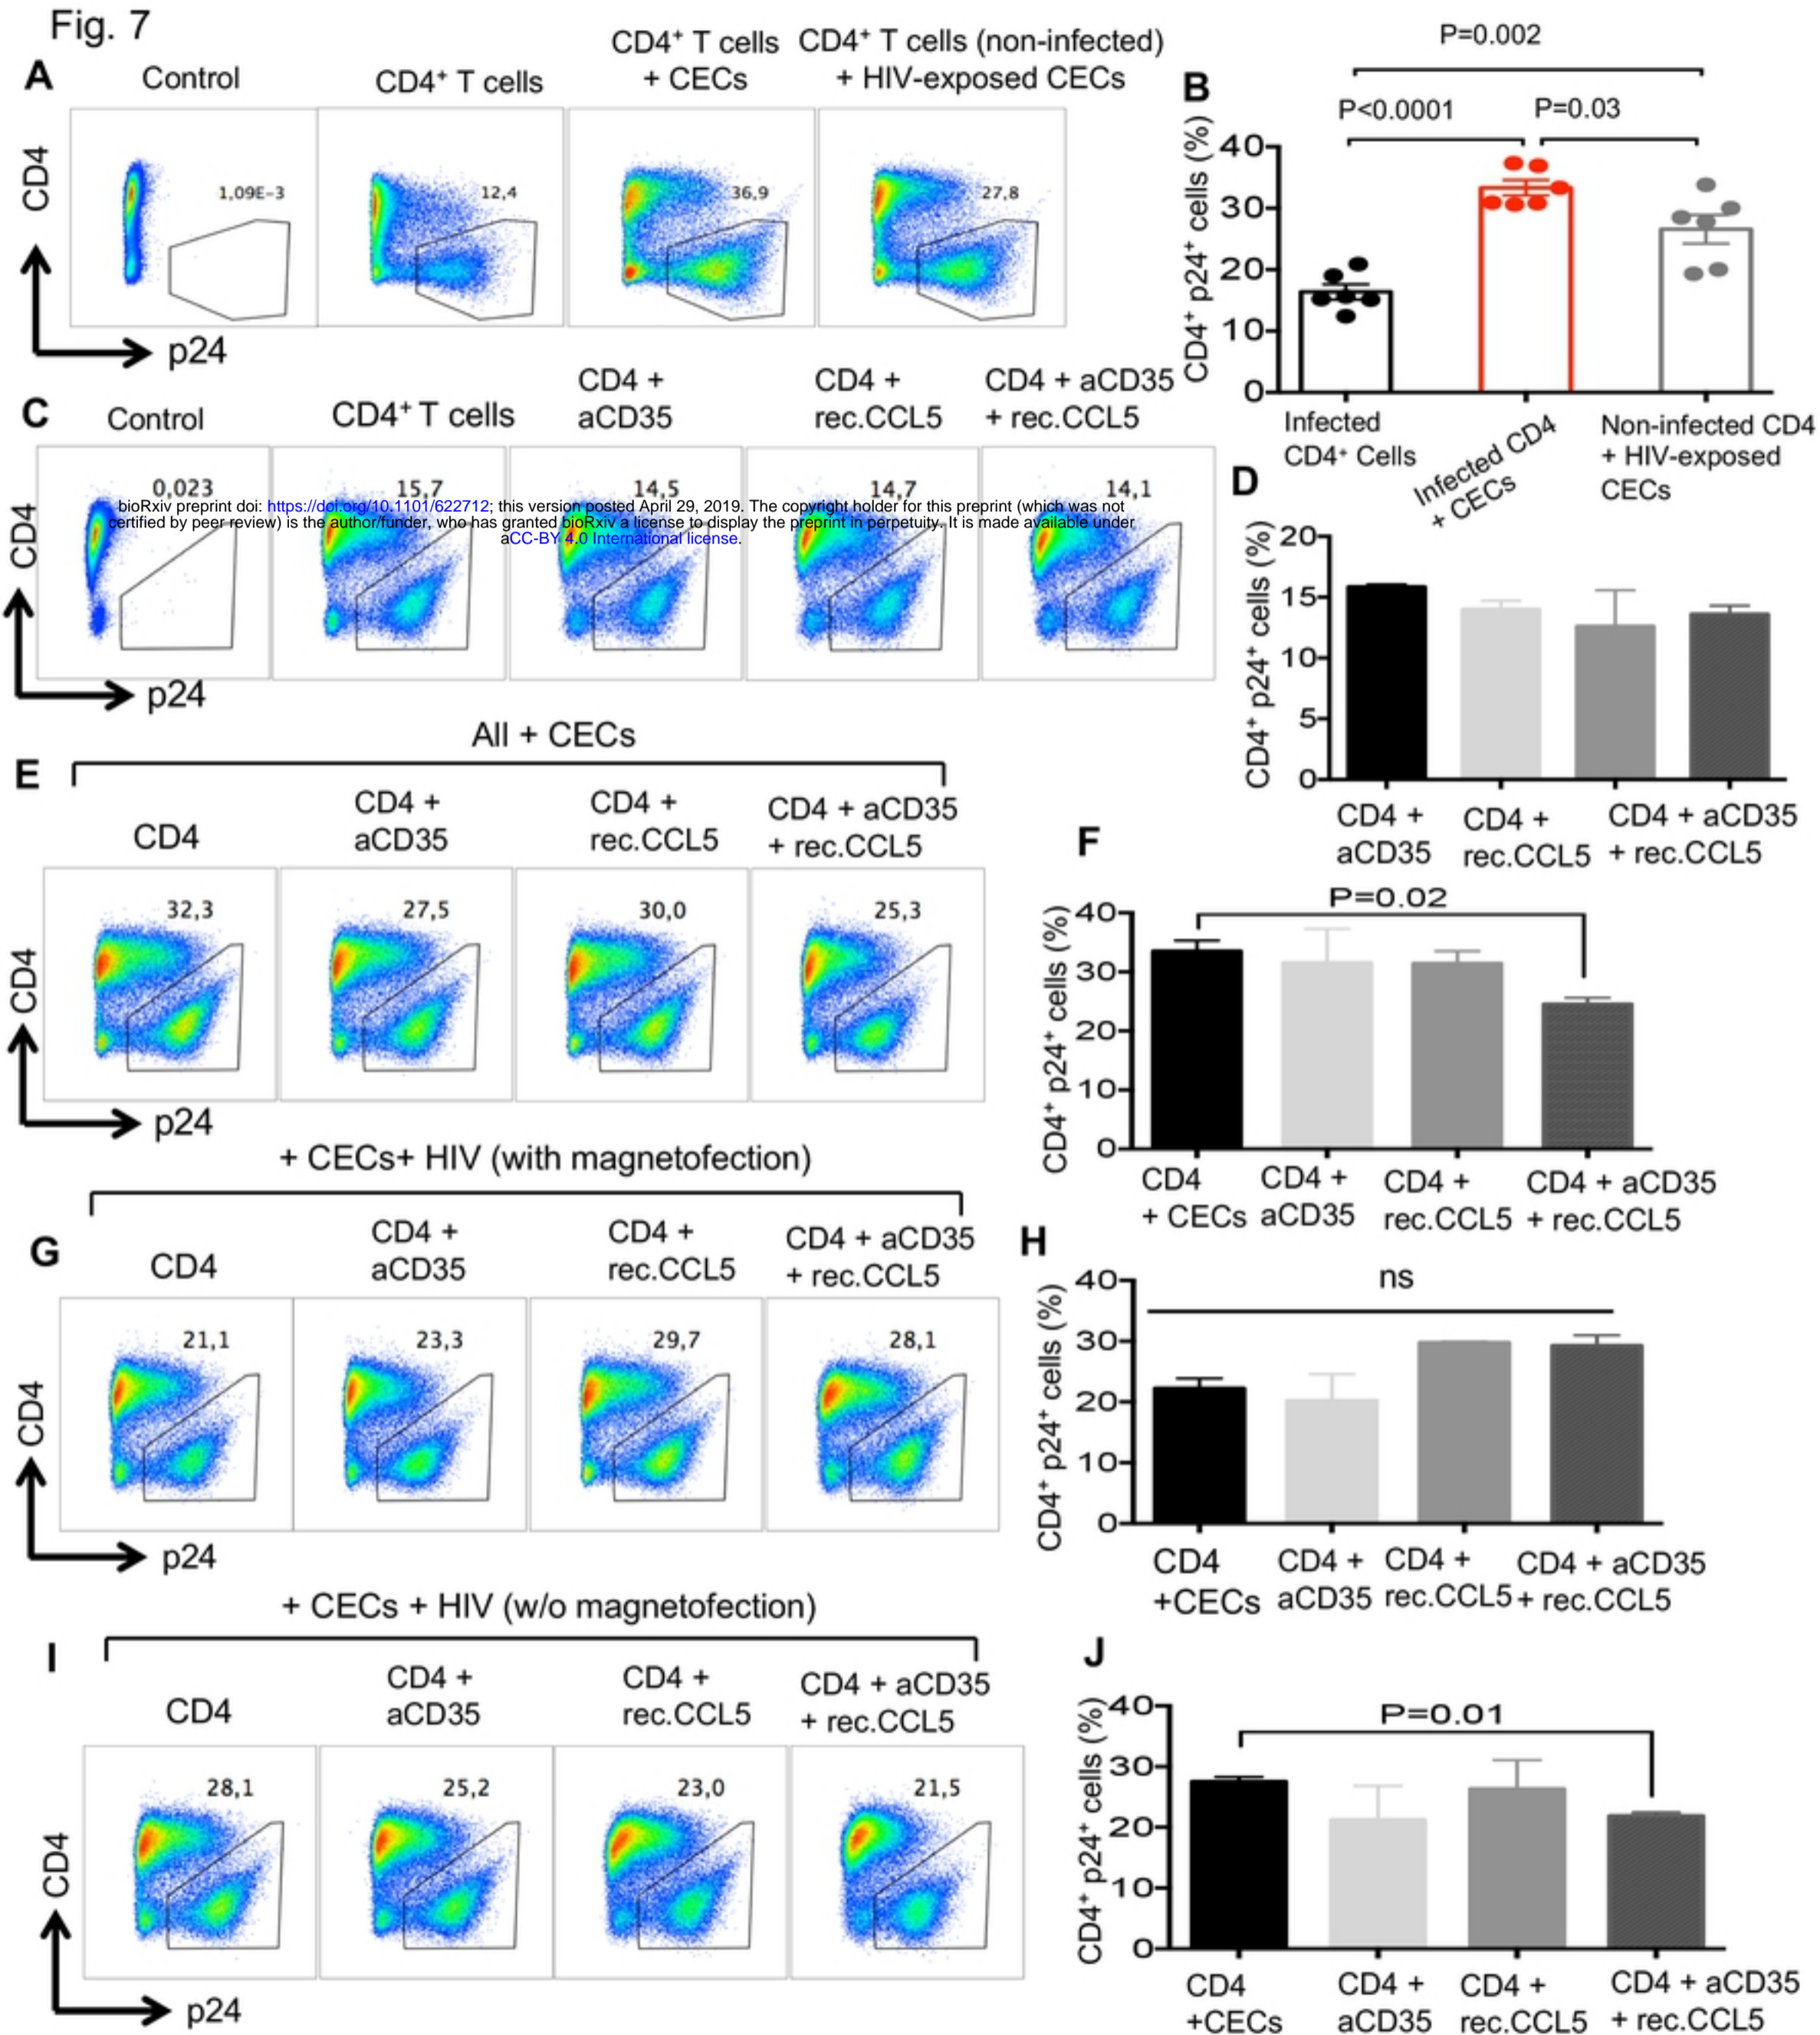 Fig. 7
A
Control
CD4⁺ T cells
CD4⁺ T cells
+ CECs
CD4⁺ T cells (non-infected)
+ HIV-exposed CECs
CD4
1,09E-3
12,4
36,9
27,8
p24
B
P=0.002
P<0.0001
P=0.03
CD4⁺ p24⁺ cells (%)
40
30
20
10
0
Infected
CD4⁺ Cells
Infected CD4
+ CECs
Non-infected CD4
+ HIV-exposed
CECs
C
Control
CD4⁺ T cells
CD4 +
aCD35
CD4 +
rec.CCL5
CD4 + aCD35
+ rec.CCL5
CD4
0,023
15,7
14,5
14,7
14,1
bioRxiv preprint doi: https://doi.org/10.1101/622712; this version posted April 29, 2019. The copyright holder for this preprint (which was not
certified by peer review) is the author/funder, who has granted bioRxiv a license to display the preprint in perpetuity. It is made available under
aCC-BY 4.0 International license.
p24
D
CD4⁺ p24⁺ cells (%)
20
15
10
5
0
CD4 +
aCD35
CD4 +
rec.CCL5
CD4 + aCD35
+ rec.CCL5
All + CECs
E
CD4
CD4 +
aCD35
CD4 +
rec.CCL5
CD4 + aCD35
+ rec.CCL5
CD4
32,3
27,5
30,0
25,3
p24
F
P=0.02
CD4⁺ p24⁺ cells (%)
40
30
20
10
0
CD4
+ CECs
CD4 +
aCD35
CD4 +
rec.CCL5
CD4 + aCD35
+ rec.CCL5
+ CECs+ HIV (with magnetofection)
G
CD4
CD4 +
aCD35
CD4 +
rec.CCL5
CD4 + aCD35
+ rec.CCL5
CD4
21,1
23,3
29,7
28,1
p24
H
ns
CD4⁺ p24⁺ cells (%)
40
30
20
10
0
CD4
+CECs
CD4 +
aCD35
CD4 +
rec.CCL5
CD4 + aCD35
+ rec.CCL5
+ CECs + HIV (w/o magnetofection)
I
CD4
CD4 +
aCD35
CD4 +
rec.CCL5
CD4 + aCD35
+ rec.CCL5
CD4
28,1
25,2
23,0
21,5
p24
J
P=0.01
CD4⁺ p24⁺ cells (%)
40
30
20
10
0
CD4
+CECs
CD4 +
aCD35
CD4 +
rec.CCL5
CD4 + aCD35
+ rec.CCL5